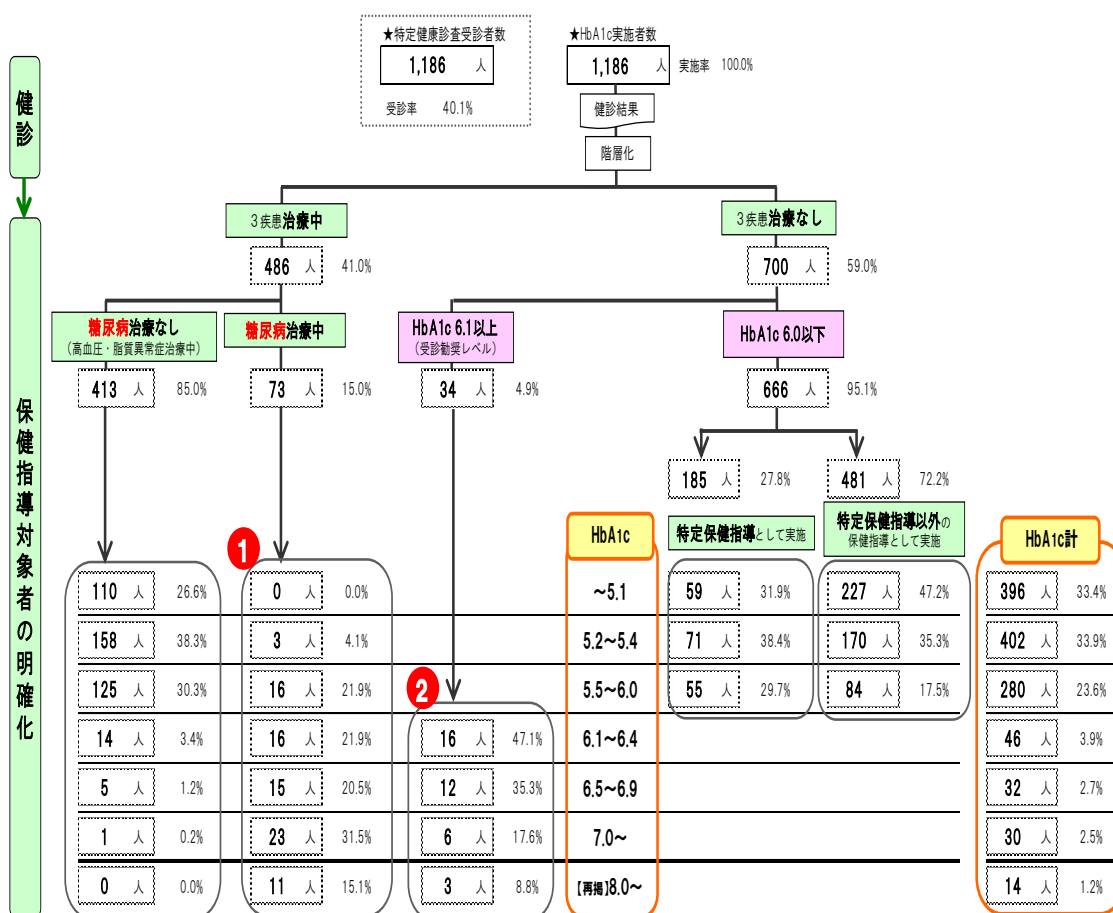 ★特定健康診査受診者数
1,186 人
受診率 40.1%
★HbA1c実施者数
1,186 人 実施率 100.0%
健診結果
階層化
健診
保健指導対象者の明確化
3疾患治療中
486 人 41.0%
3疾患治療なし
700 人 59.0%
糖尿病治療なし
(高血圧・脂質異常症治療中)
413 人 85.0%
糖尿病治療中
73 人 15.0%
HbA1c 6.1以上
(受診勧奨レベル)
34 人 4.9%
HbA1c 6.0以下
666 人 95.1%
185 人 27.8%
481 人 72.2%
1
2
HbA1c
特定保健指導として実施
特定保健指導以外の
保健指導として実施
HbA1c計
110 人 26.6% 0 人 0.0% ~5.1 59 人 31.9% 227 人 47.2% 396 人 33.4%
158 人 38.3% 3 人 4.1% 5.2~5.4 71 人 38.4% 170 人 35.3% 402 人 33.9%
125 人 30.3% 16 人 21.9% 5.5~6.0 55 人 29.7% 84 人 17.5% 280 人 23.6%
14 人 3.4% 16 人 21.9% 16 人 47.1% 6.1~6.4 46 人 3.9%
5 人 1.2% 15 人 20.5% 12 人 35.3% 6.5~6.9 32 人 2.7%
1 人 0.2% 23 人 31.5% 6 人 17.6% 7.0~ 30 人 2.5%
0 人 0.0% 11 人 15.1% 3 人 8.8% 【再掲】8.0~ 14 人 1.2%